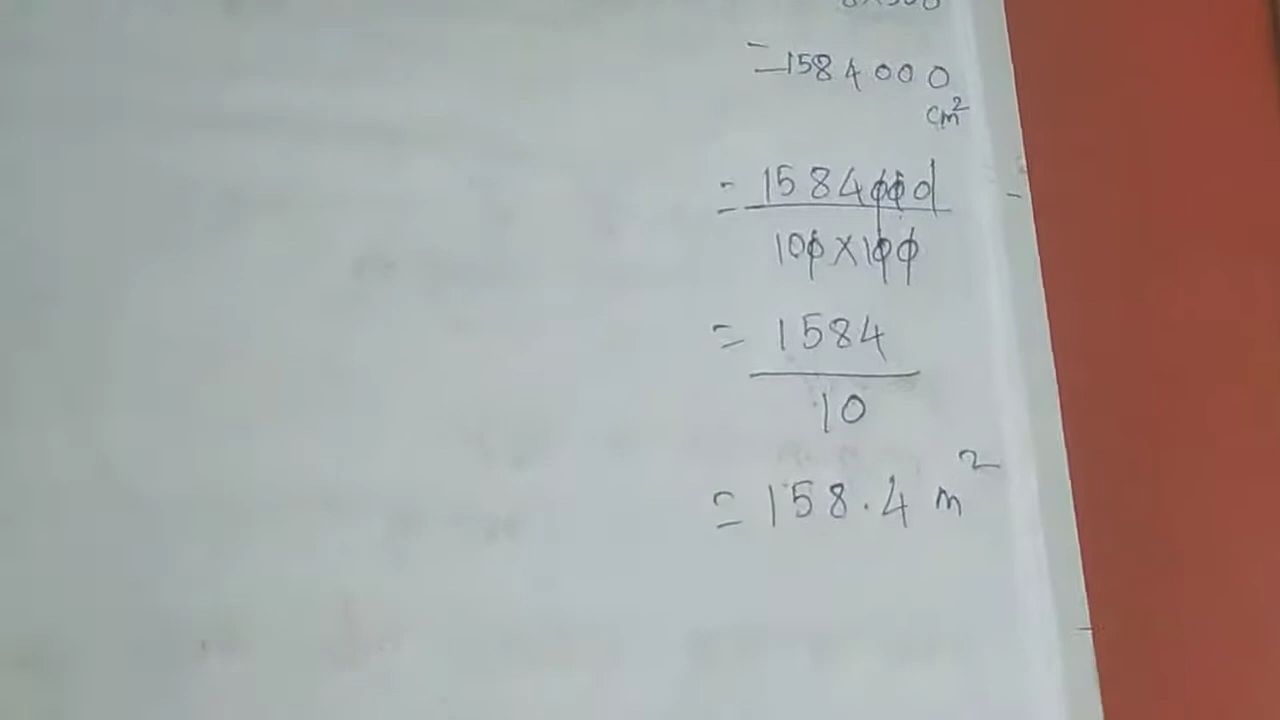 = 1584000
cm²
= 1584000
100×100
= 1584
10
= 158.4 m²